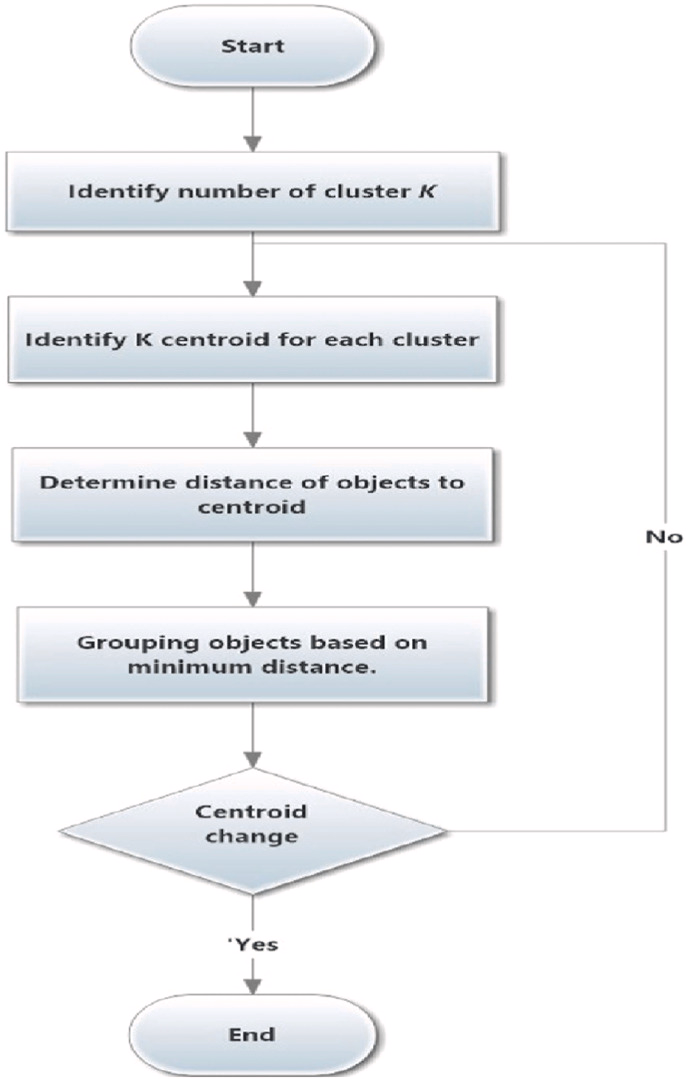 Start
Identify number of cluster K
Identify K centroid for each cluster
Determine distance of objects to
centroid
No
Grouping objects based on
minimum distance.
Centroid
change
'Yes
End